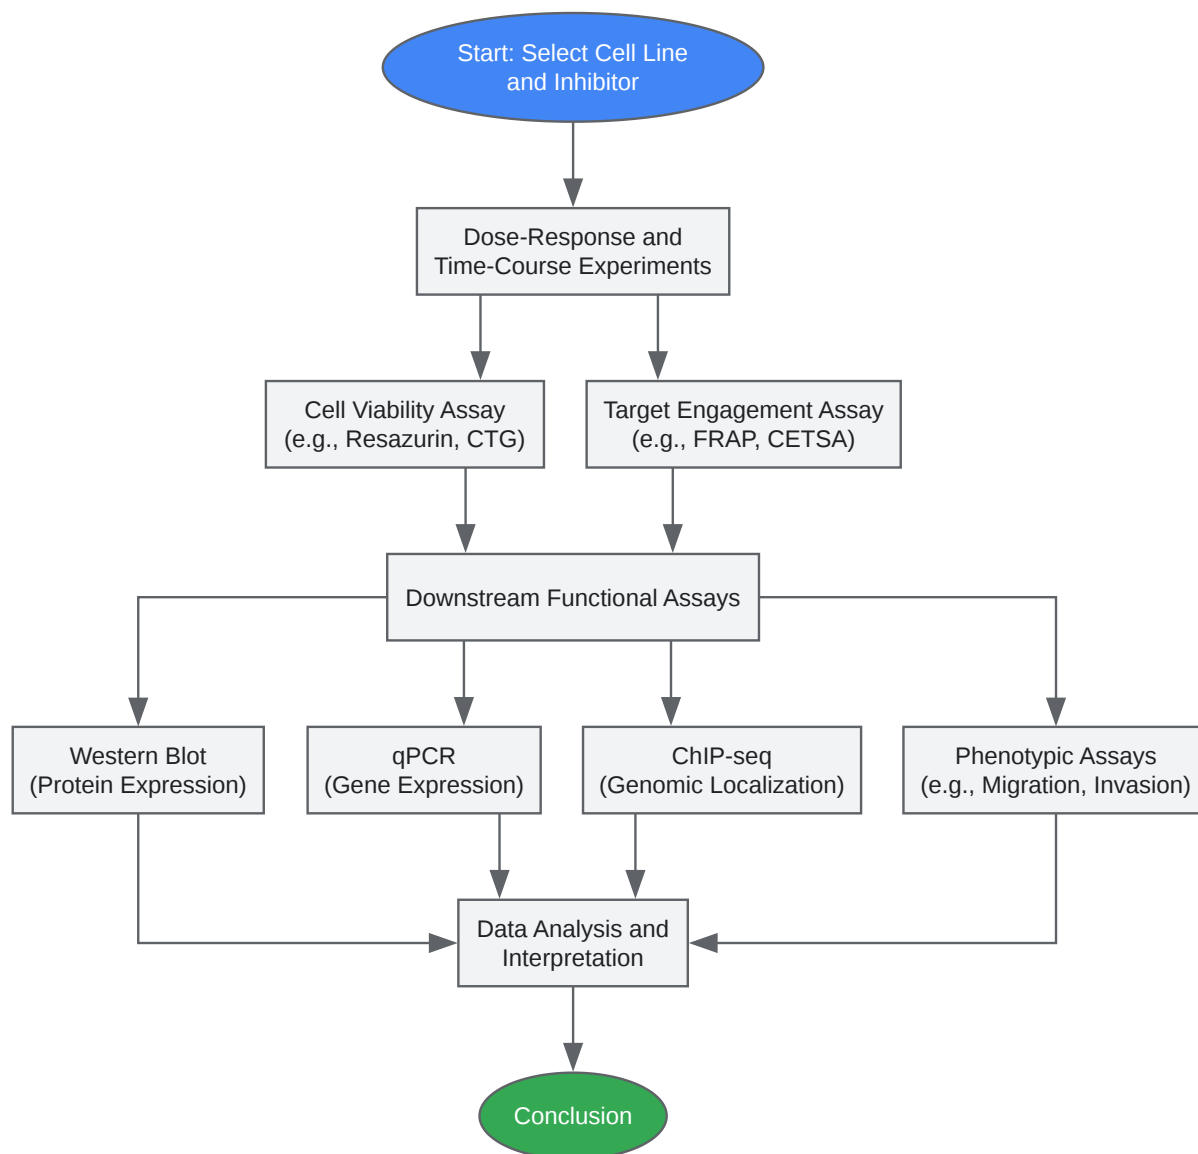 Start: Select Cell Line
and Inhibitor
Dose-Response and
Time-Course Experiments
Cell Viability Assay
(e.g., Resazurin, CTG)
Target Engagement Assay
(e.g., FRAP, CETSA)
Downstream Functional Assays
Western Blot
(Protein Expression)
qPCR
(Gene Expression)
ChIP-seq
(Genomic Localization)
Phenotypic Assays
(e.g., Migration, Invasion)
Data Analysis and
Interpretation
Conclusion